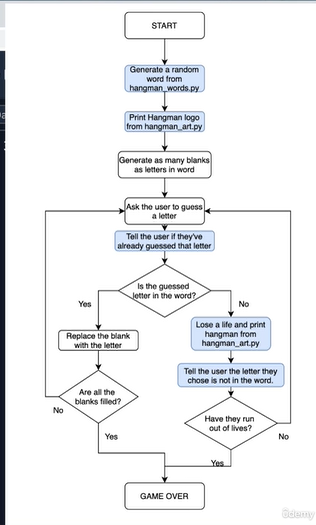 START
Generate a random
word from
hangman_words.py
Print Hangman logo
from hangman_art.py
Generate as many blanks
as letters in word
Ask the user to guess
a letter
Tell the user if they've
already guessed that letter
Is the guessed
letter in the word?
Yes
No
Replace the blank
with the letter
Lose a life and print
hangman from
hangman_art.py
Tell the user the letter they
chose is not in the word.
Are all the
blanks filled?
No
Yes
Have they run
out of lives?
No
Yes
GAME OVER
ûdemy